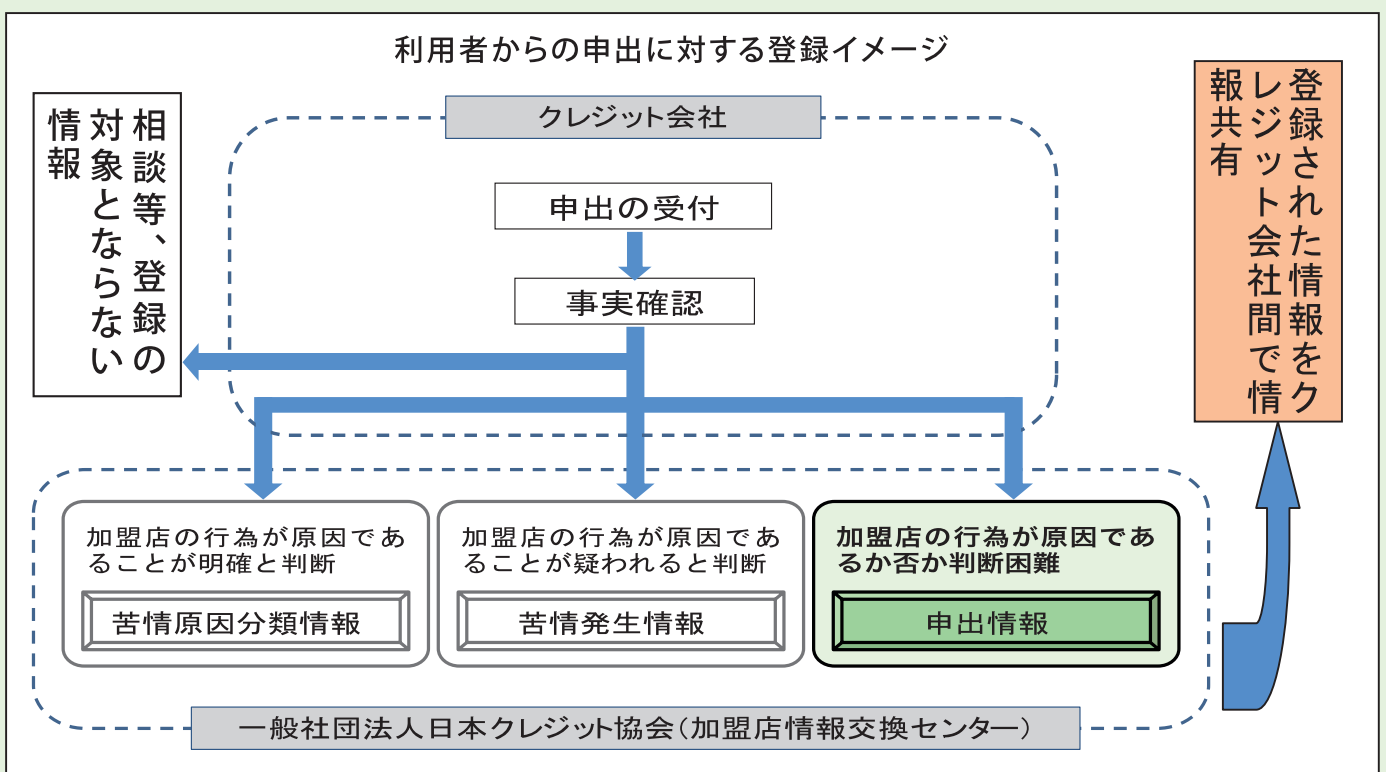 利用者からの申出に対する登録イメージ
相談等、登録の
対象とならない
情報
クレジット会社
申出の受付
事実確認
登録された情報をク
レジット会社間で情
報共有
加盟店の行為が原因であ
ることが明確と判断
苦情原因分類情報
加盟店の行為が原因であ
ることが疑われると判断
苦情発生情報
加盟店の行為が原因であ
るか否か判断困難
申出情報
一般社団法人日本クレジット協会(加盟店情報交換センター)